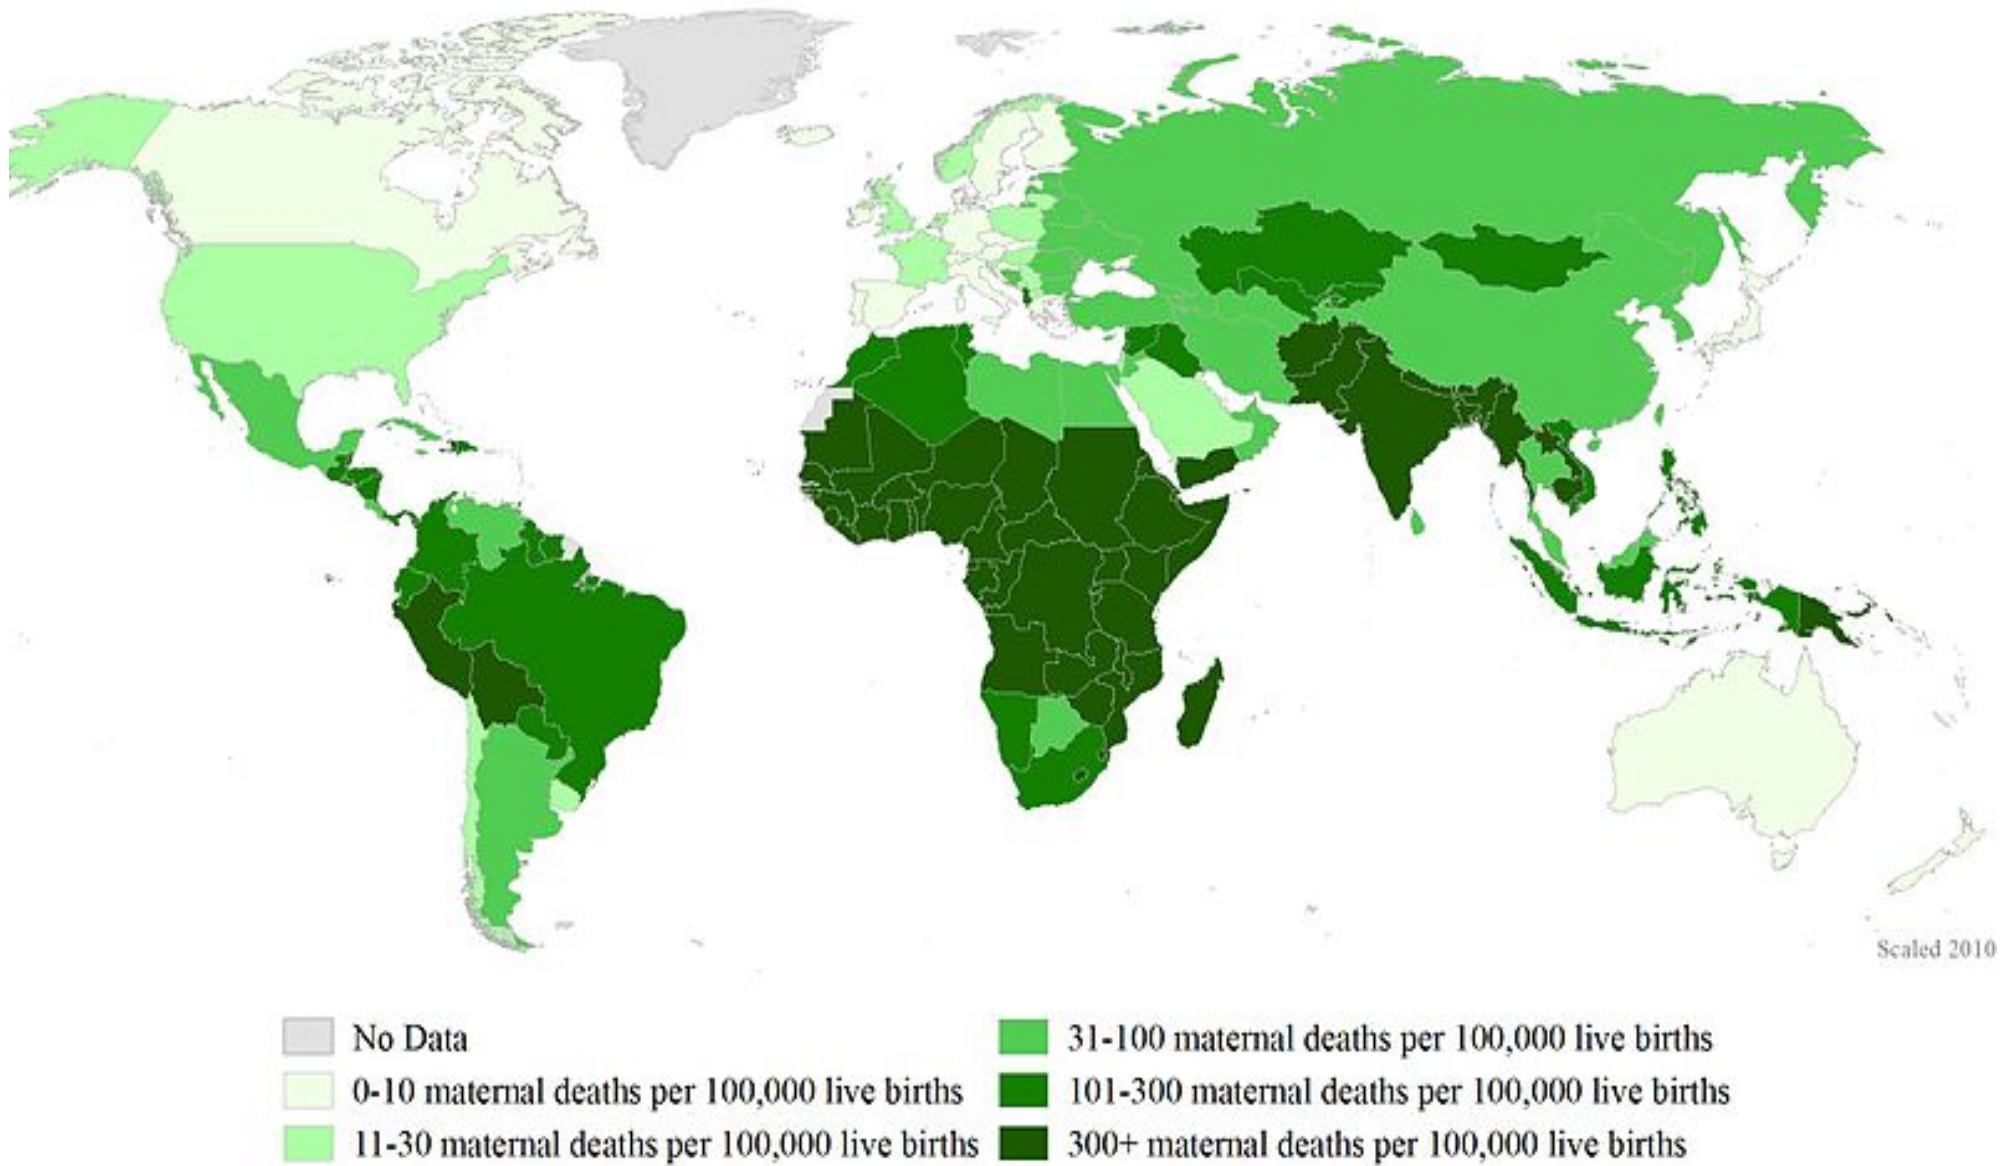 Scaled 2010
No Data
0-10 maternal deaths per 100,000 live births
11-30 maternal deaths per 100,000 live births
31-100 maternal deaths per 100,000 live births
101-300 maternal deaths per 100,000 live births
300+ maternal deaths per 100,000 live births